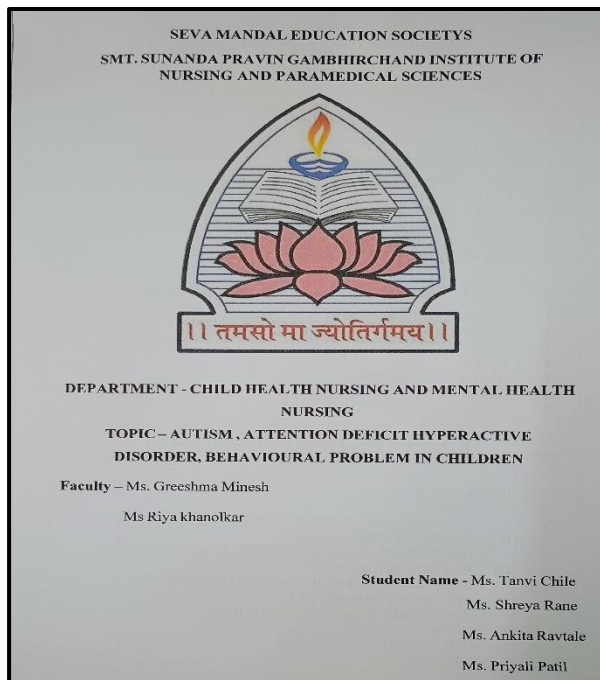 SEVA MANDAL EDUCATION SOCIETYS
SMT. SUNANDA PRAVIN GAMBHIRCHAND INSTITUTE OF
NURSING AND PARAMEDICAL SCIENCES
।। तमसो मा ज्योतिर्गमय।।
DEPARTMENT - CHILD HEALTH NURSING AND MENTAL HEALTH
NURSING
TOPIC – AUTISM , ATTENTION DEFICIT HYPERACTIVE
DISORDER, BEHAVIOURAL PROBLEM IN CHILDREN
Faculty – Ms. Greeshma Minesh
Ms Riya khanolkar
Student Name - Ms. Tanvi Chile
Ms. Shreya Rane
Ms. Ankita Ravtale
Ms. Priyali Patil